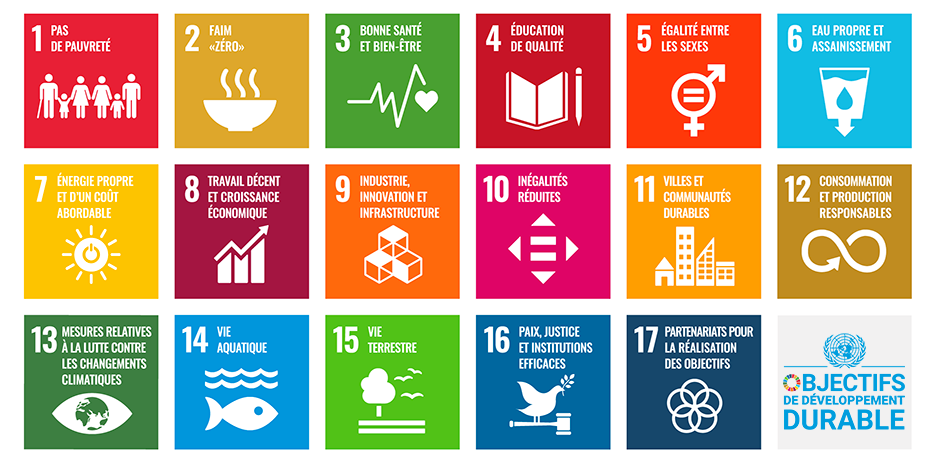 1 PAS
DE PAUVRETÉ
2 FAIM
«ZÉRO»
3 BONNE SANTÉ
ET BIEN-ÊTRE
4 ÉDUCATION
DE QUALITÉ
5 ÉGALITÉ ENTRE
LES SEXES
6 EAU PROPRE ET
ASSAINISSEMENT
7 ÉNERGIE PROPRE
ET D'UN COÛT
ABORDABLE
8 TRAVAIL DÉCENT
ET CROISSANCE
ÉCONOMIQUE
9 INDUSTRIE,
INNOVATION ET
INFRASTRUCTURE
10 INÉGALITÉS
RÉDUITES
11 VILLES ET
COMMUNAUTÉS
DURABLES
12 CONSOMMATION
ET PRODUCTION
RESPONSABLES
13 MESURES RELATIVES
À LA LUTTE CONTRE
LES CHANGEMENTS
CLIMATIQUES
14 VIE
AQUATIQUE
15 VIE
TERRESTRE
16 PAIX, JUSTICE
ET INSTITUTIONS
EFFICACES
17 PARTENARIATS POUR
LA RÉALISATION
DES OBJECTIFS
OBJECTIFS
DE DÉVELOPPEMENT
DURABLE